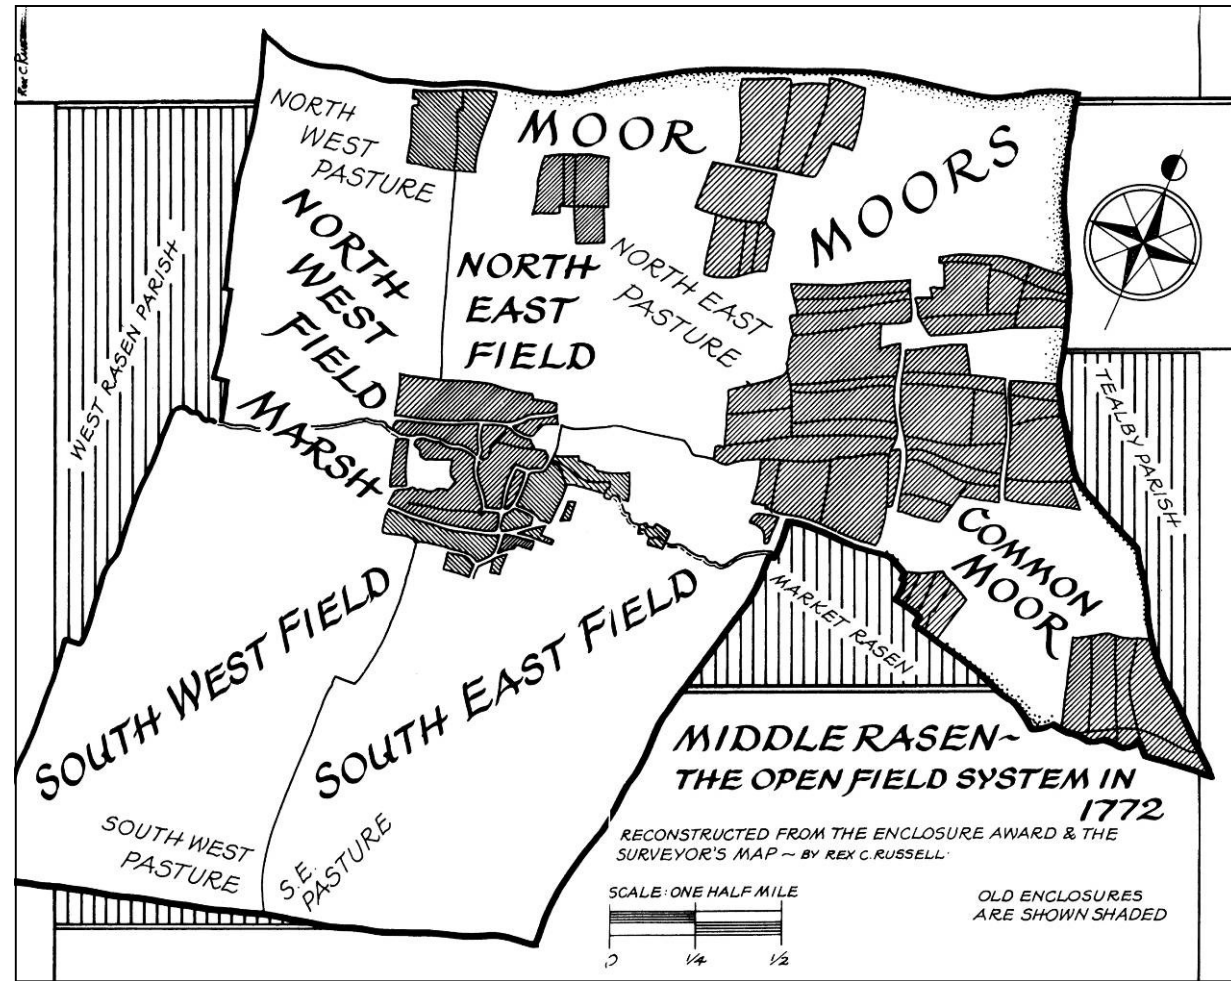 REX C. RUSSELL
NORTH
WEST
PASTURE
MOOR
MOORS
NORTH
WEST
FIELD
NORTH
EAST
FIELD
NORTH EAST
PASTURE
WEST RASEN PARISH
MARSH
TEALBY PARISH
COMMON
MOOR
MARKET RASEN
SOUTH WEST FIELD
SOUTH EAST FIELD
SOUTH WEST
PASTURE
S.E.
PASTURE
MIDDLE RASEN~
THE OPEN FIELD SYSTEM IN
1772
RECONSTRUCTED FROM THE ENCLOSURE AWARD & THE
SURVEYOR'S MAP ~ BY REX C. RUSSELL.
SCALE: ONE HALF MILE
0 1/4 1/2
OLD ENCLOSURES
ARE SHOWN SHADED